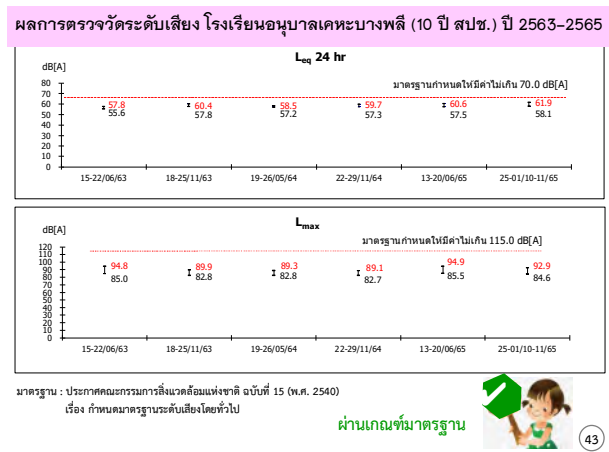 ผลการตรวจวัดระดับเสียง โรงเรียนอนุบาลเคหะบางพลี (10 ปี สปช.) ปี 2563-2565
Leq 24 hr
dB[A]
มาตรฐานกำหนดให้มีค่าไม่เกิน 70.0 dB[A]
80
70
60
50
40
30
20
10
0
57.8 60.4 58.5 59.7 60.6 61.9
55.6 57.8 57.2 57.3 57.5 58.1
15-22/06/63 18-25/11/63 19-26/05/64 22-29/11/64 13-20/06/65 25-01/10-11/65
Lmax
dB[A]
มาตรฐานกำหนดให้มีค่าไม่เกิน 115.0 dB[A]
120
110
100
90
80
70
60
50
40
30
20
10
0
94.8 89.9 89.3 89.1 94.9 92.9
85.0 82.8 82.8 82.7 85.5 84.6
15-22/06/63 18-25/11/63 19-26/05/64 22-29/11/64 13-20/06/65 25-01/10-11/65
มาตรฐาน : ประกาศคณะกรรมการสิ่งแวดล้อมแห่งชาติ ฉบับที่ 15 (พ.ศ. 2540)
เรื่อง กำหนดมาตรฐานระดับเสียงโดยทั่วไป
ผ่านเกณฑ์มาตรฐาน
43